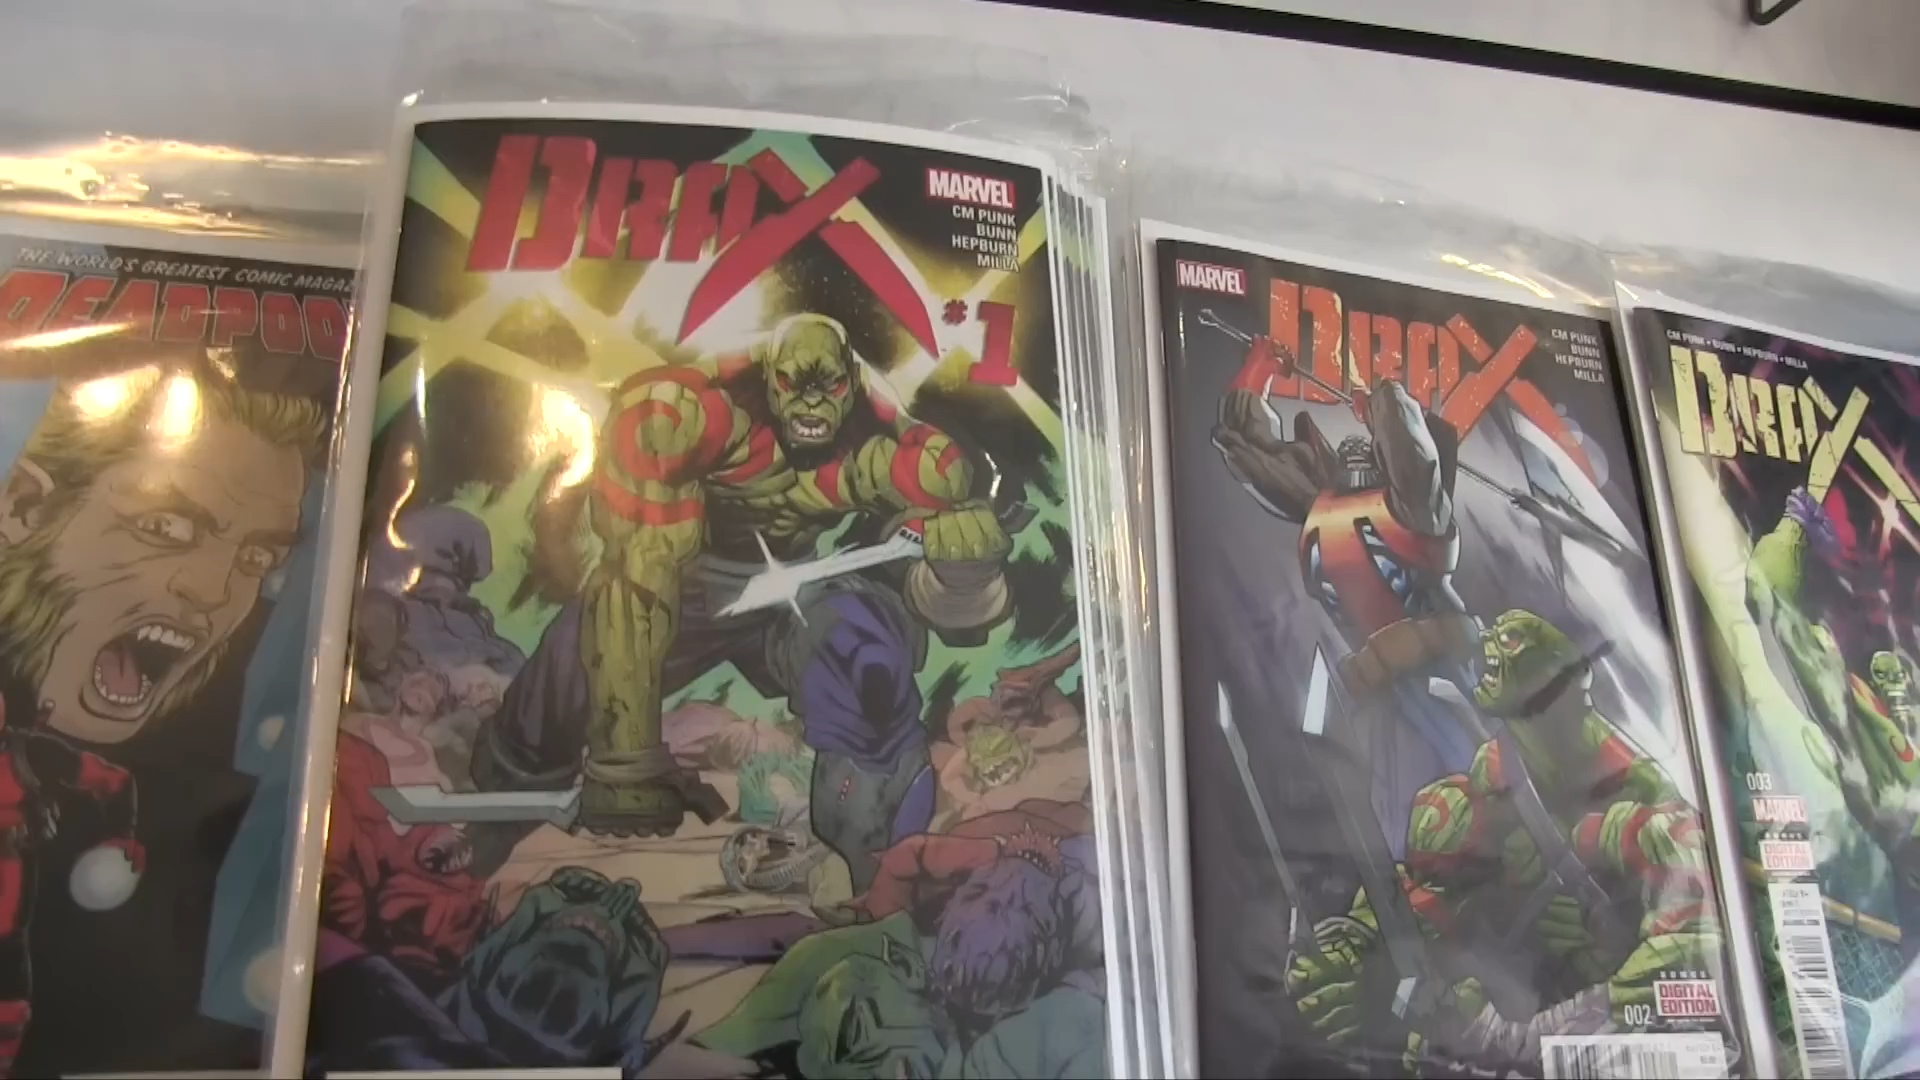 THE WORLD'S GREATEST COMIC MAGAZ
DEADPOO
DRAX
MARVEL
CM PUNK
BUNN
HEPBURN
MILLA
#1
MARVEL
DRAX
CM PUNK
BUNN
HEPBURN
MILLA
002
DIGITAL
EDITION
CM PUNK • BUNN • HEPBURN • MILLA
DRAX
003
MARVEL
DIGITAL
EDITION